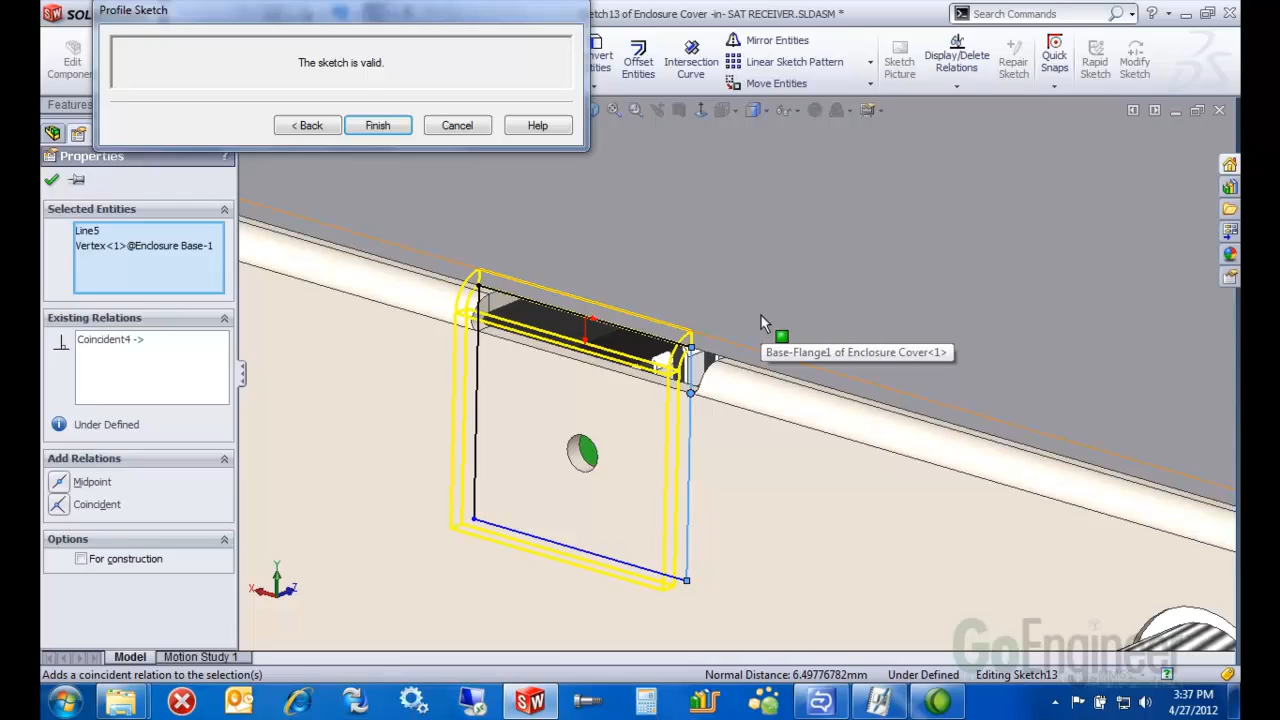 Profile Sketch
The sketch is valid.
< Back
Finish
Cancel
Help
SOL
ketch13 of Enclosure Cover -in- SAT RECEIVER.SLDASM *
Search Commands
Edit
Component
Offset
Entities
Intersection
Curve
Mirror Entities
Linear Sketch Pattern
Move Entities
Sketch
Picture
Display/Delete
Relations
Repair
Sketch
Quick
Snaps
Rapid
Sketch
Modify
Sketch
Features
Properties
?
Selected Entities
Line5
Vertex<1>@Enclosure Base-1
Existing Relations
Coincident4 ->
Under Defined
Add Relations
Midpoint
Coincident
Options
For construction
Base-Flange1 of Enclosure Cover<1>
Y
X
Z
GoEngineer
Model
Motion Study 1
Adds a coincident relation to the selection(s)
Normal Distance: 6.49776782mm
Under Defined
Editing Sketch13
3:37 PM
4/27/2012